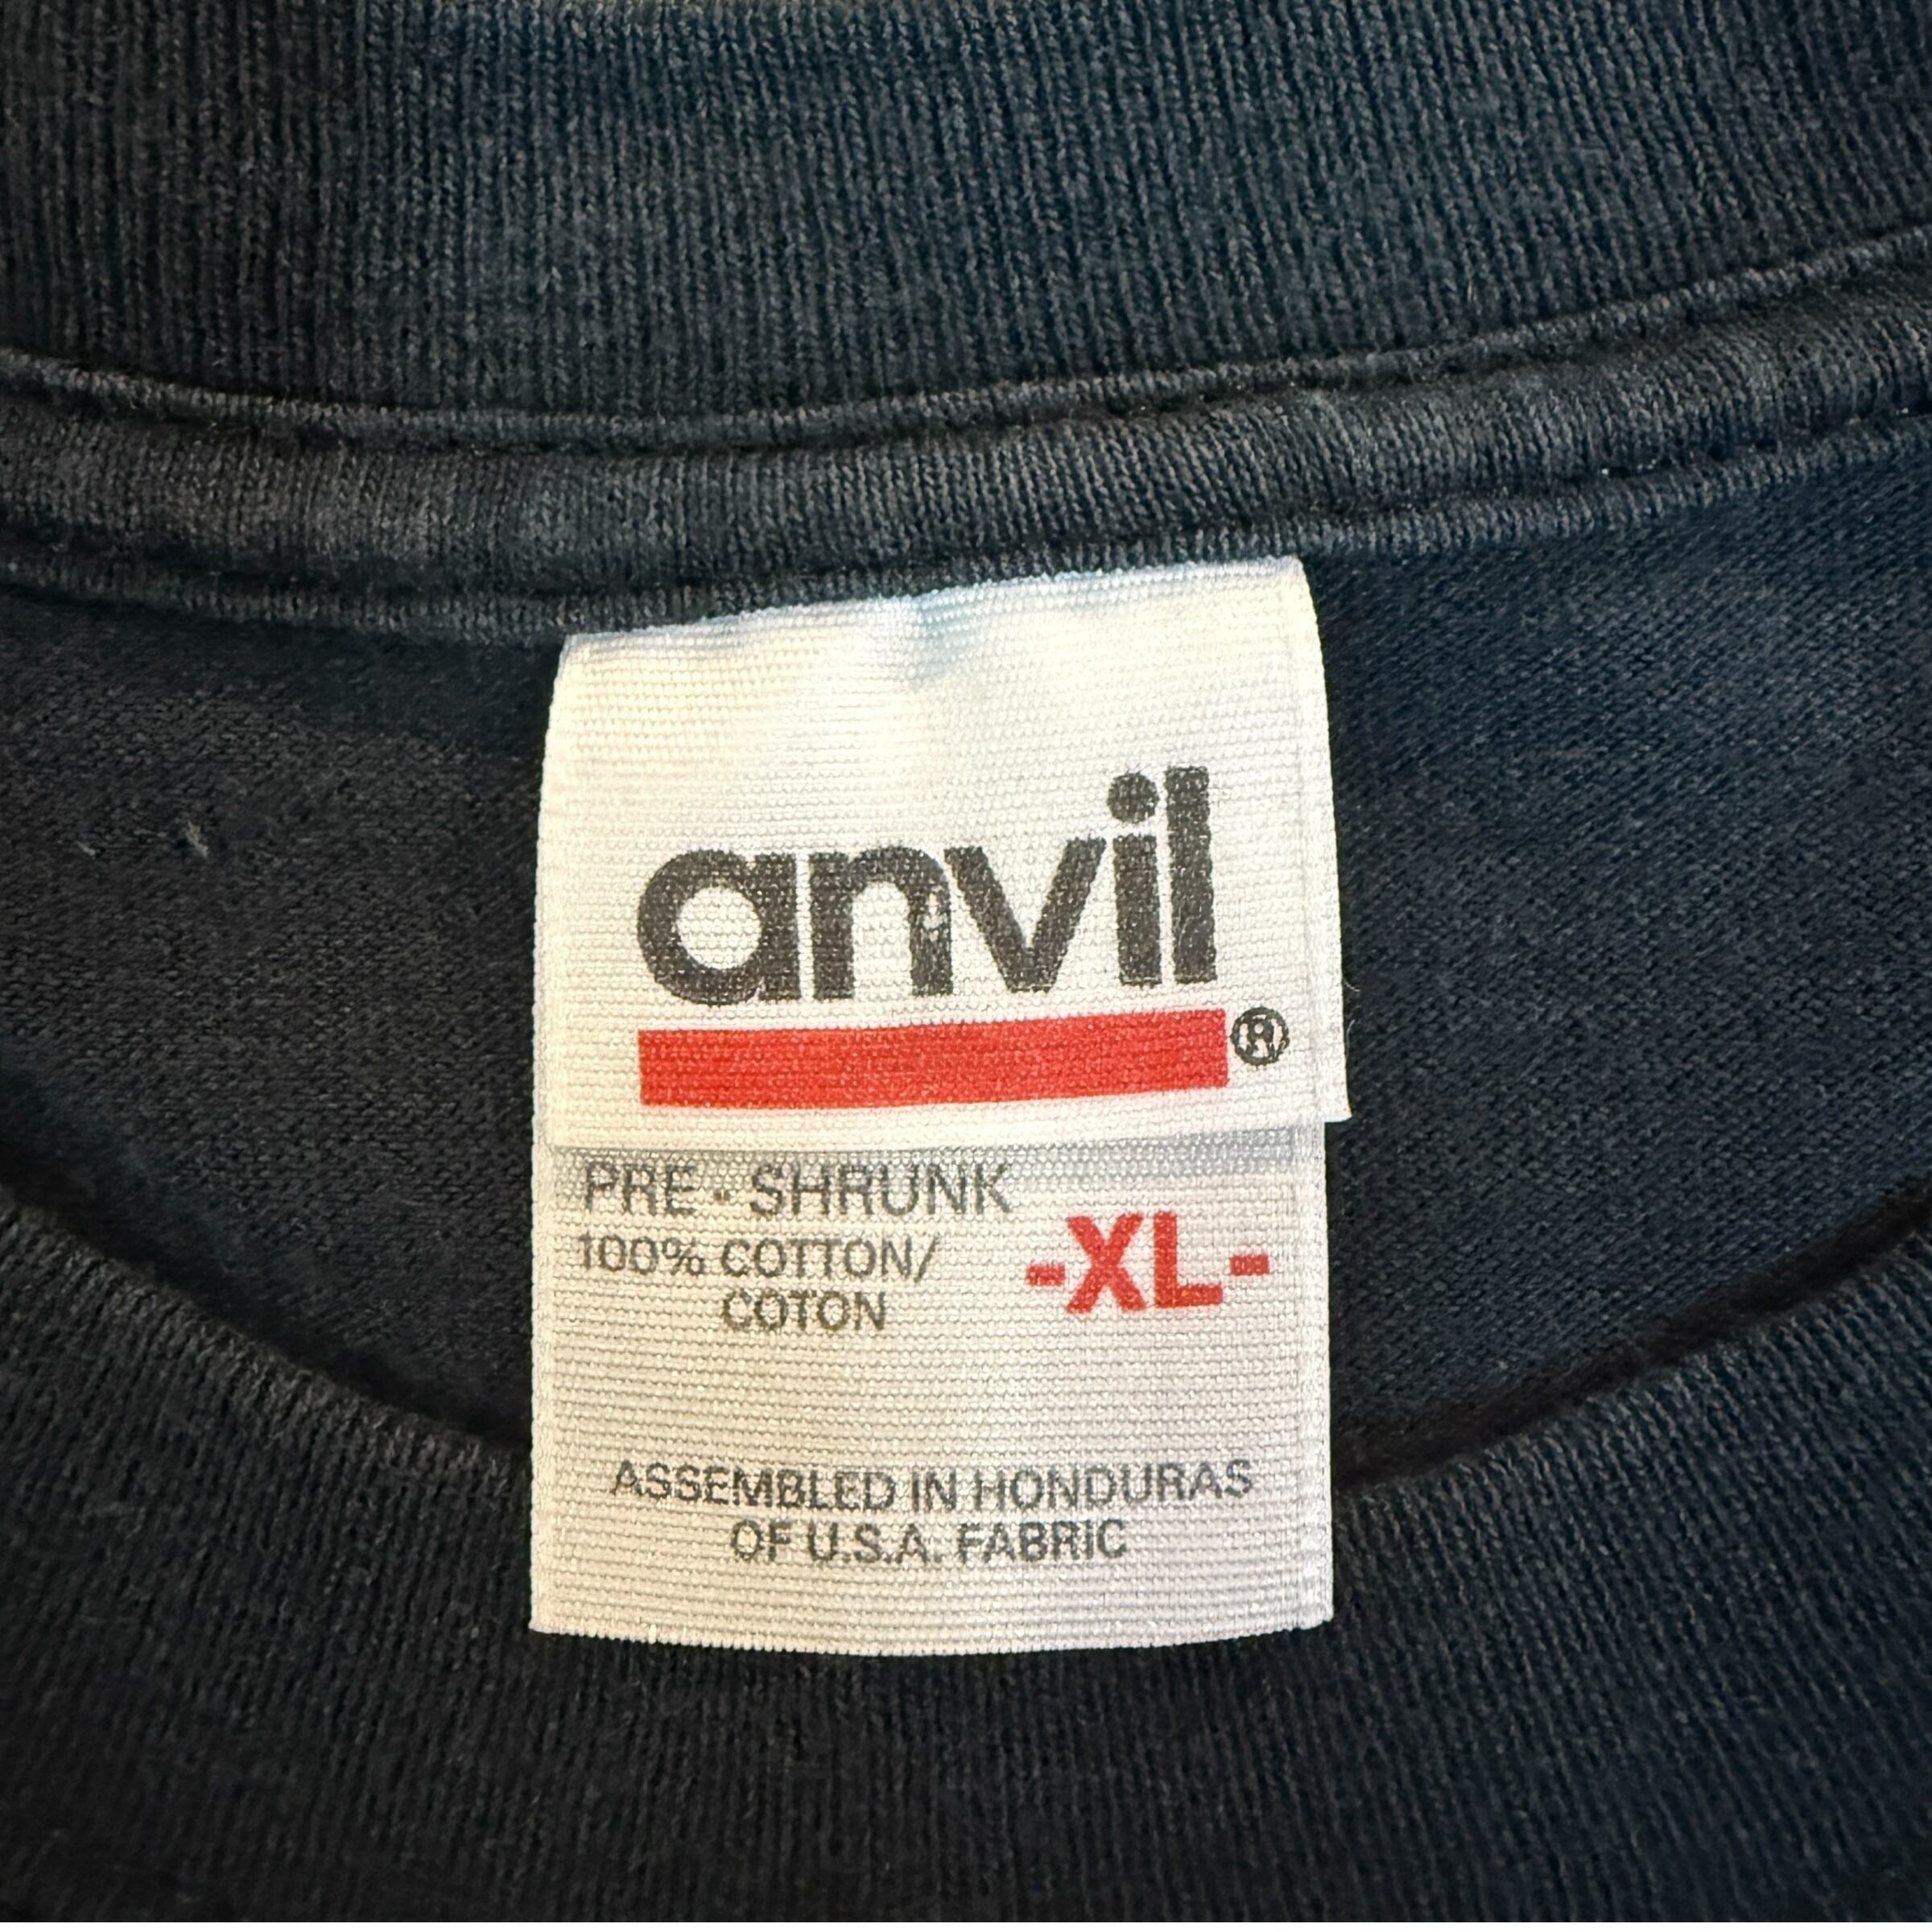 anvil
®
PRE - SHRUNK
100% COTTON/
COTON
-XL-
ASSEMBLED IN HONDURAS
OF U.S.A. FABRIC